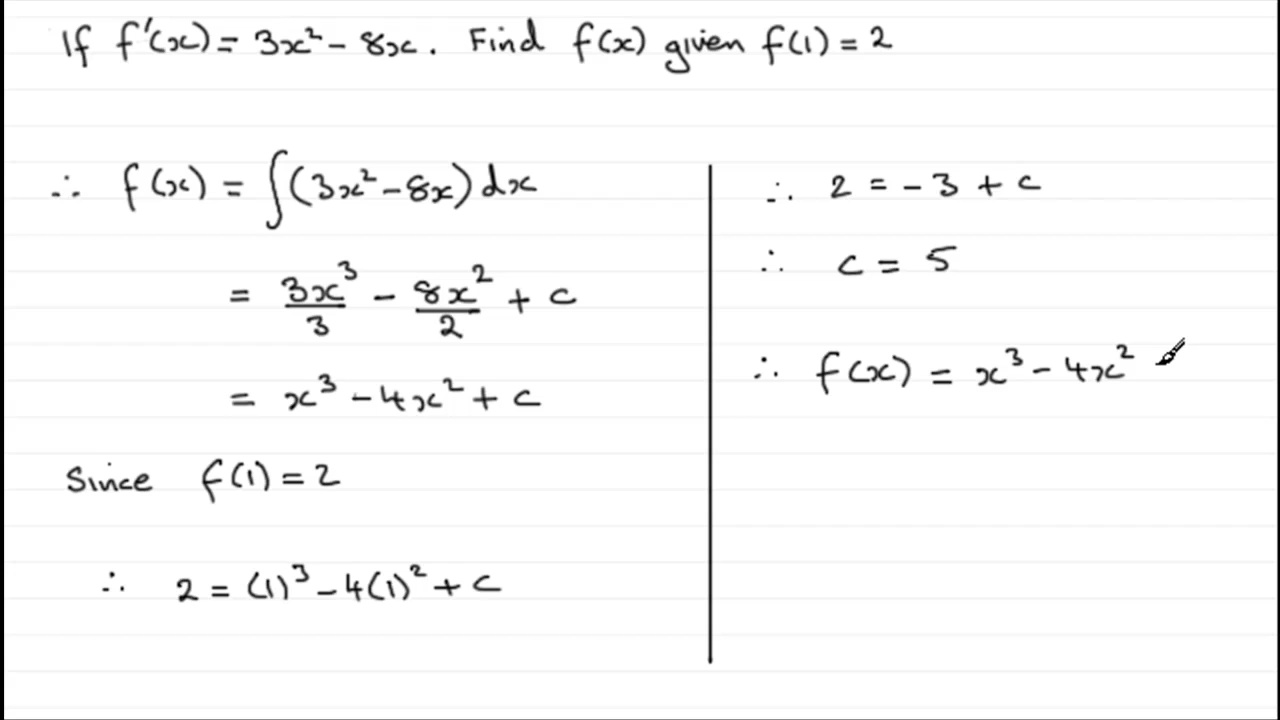 If f'(x) = 3x² - 8x. Find f(x) given f(1) = 2
∴ f(x) = ∫(3x² - 8x) dx
= 3x³/3 - 8x²/2 + c
= x³ - 4x² + c
Since f(1) = 2
∴ 2 = (1)³ - 4(1)² + c
∴ 2 = -3 + c
∴ c = 5
∴ f(x) = x³ - 4x²